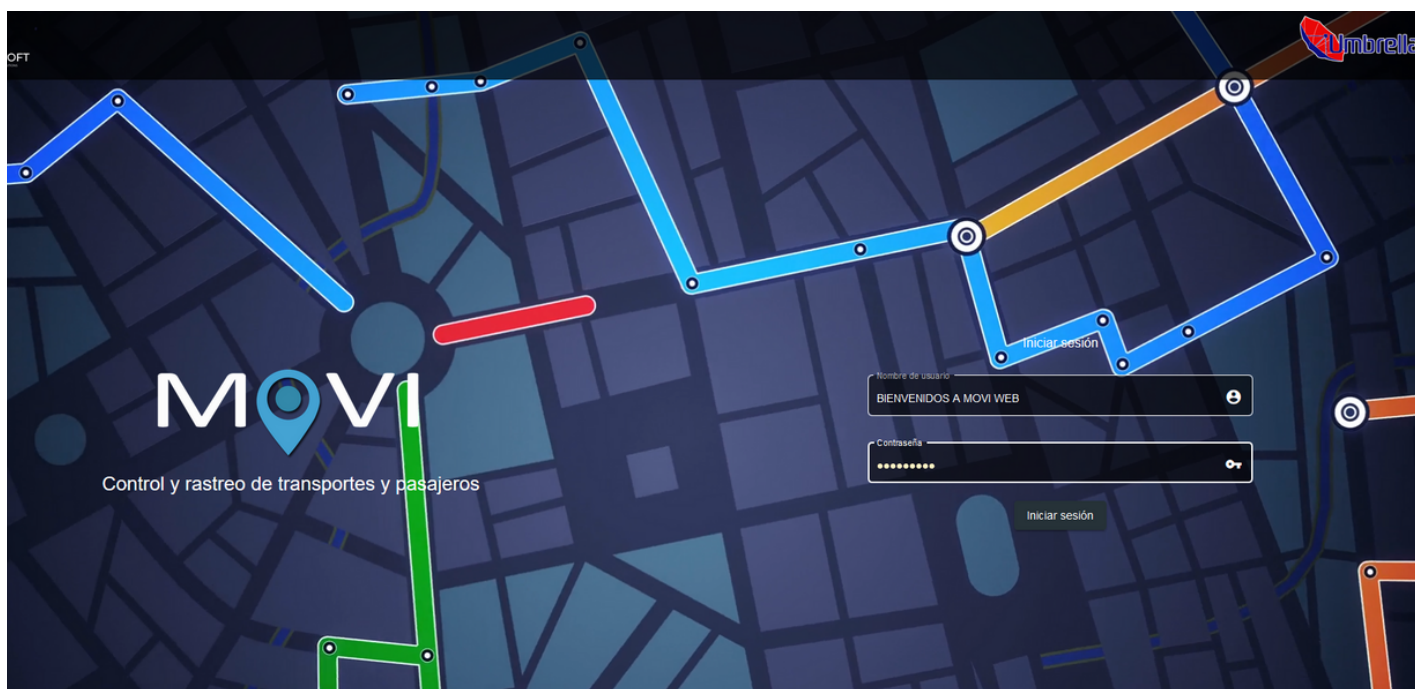 OFT
Umbrella
Iniciar sesión
Nombre de usuario
BIENVENIDOS A MOVI WEB
Contraseña
•••••••••
Iniciar sesión
MOVI
Control y rastreo de transportes y pasajeros